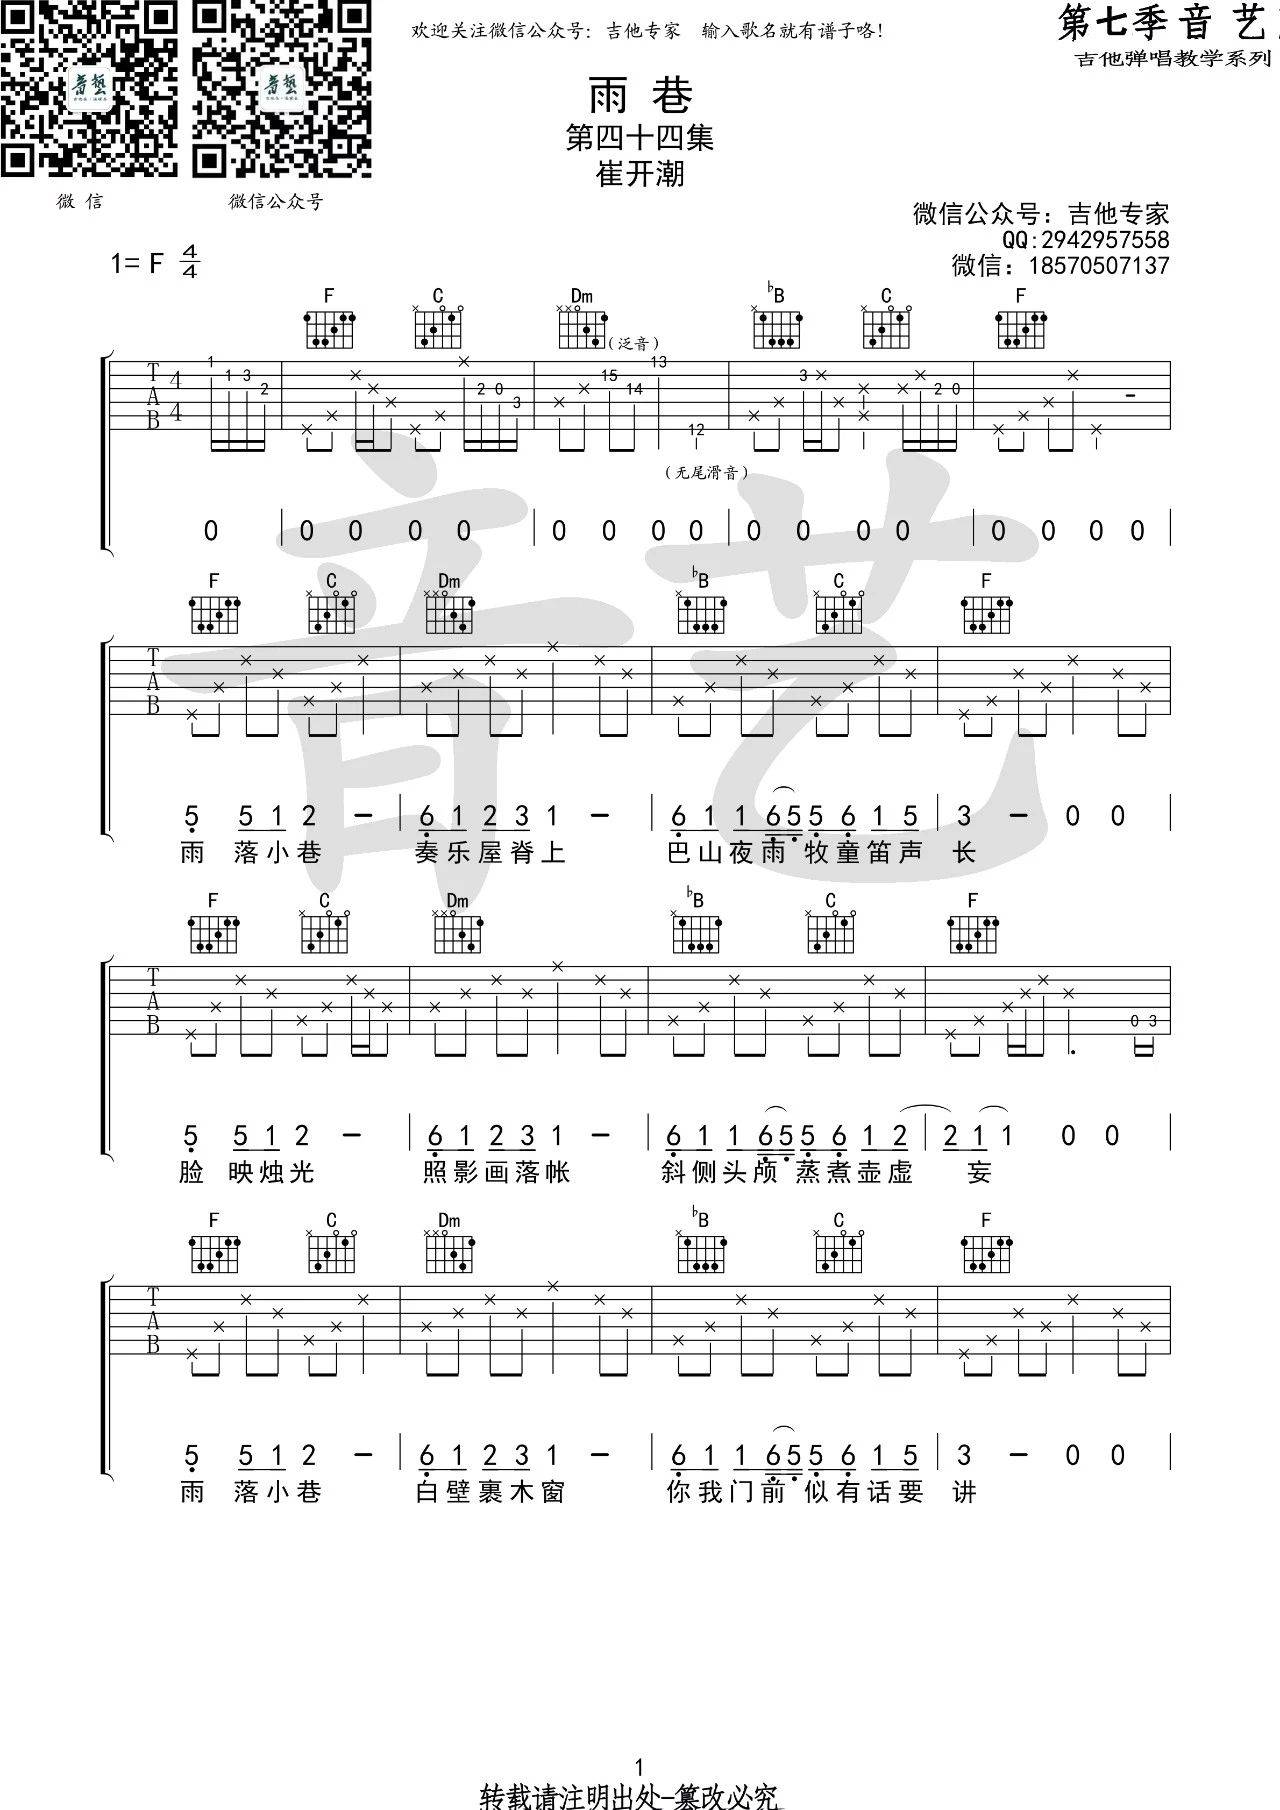 欢迎关注微信公众号：吉他专家　输入歌名就有谱子咯！
第七季音艺
吉他弹唱教学系列
雨 巷
第四十四集
崔开潮
微 信
微信公众号
微信公众号：吉他专家
QQ:2942957558
微信：18570507137
1= F 4/4
F C Dm ♭B C F
(泛音)
T A B 4/4 1 1 3 2 2 0 3 15 14 13 12 3 2 0 -
(无尾滑音)
0 | 0 0 0 0 | 0 0 0 0 | 0 0 0 0 | 0 0 0 0 |
F C Dm ♭B C F
T A B
5 5 1 2 - | 6 1 2 3 1 - | 6 1 1 6 5 5 6 1 5 | 3 - 0 0 |
雨 落小巷 奏乐屋脊上 巴山夜雨 牧童笛声 长
F C Dm ♭B C F
T A B 0 3
5 5 1 2 - | 6 1 2 3 1 - | 6 1 1 6 5 5 6 1 2 | 2 1 1 0 0 |
脸 映烛光 照影画落帐 斜侧头颅 蒸煮壶虚 妄
F C Dm ♭B C F
T A B
5 5 1 2 - | 6 1 2 3 1 - | 6 1 1 6 5 5 6 1 5 | 3 - 0 0
雨 落小巷 白壁裹木窗 你我门前 似有话要 讲
音艺
1
转载请注明出处-篡改必究